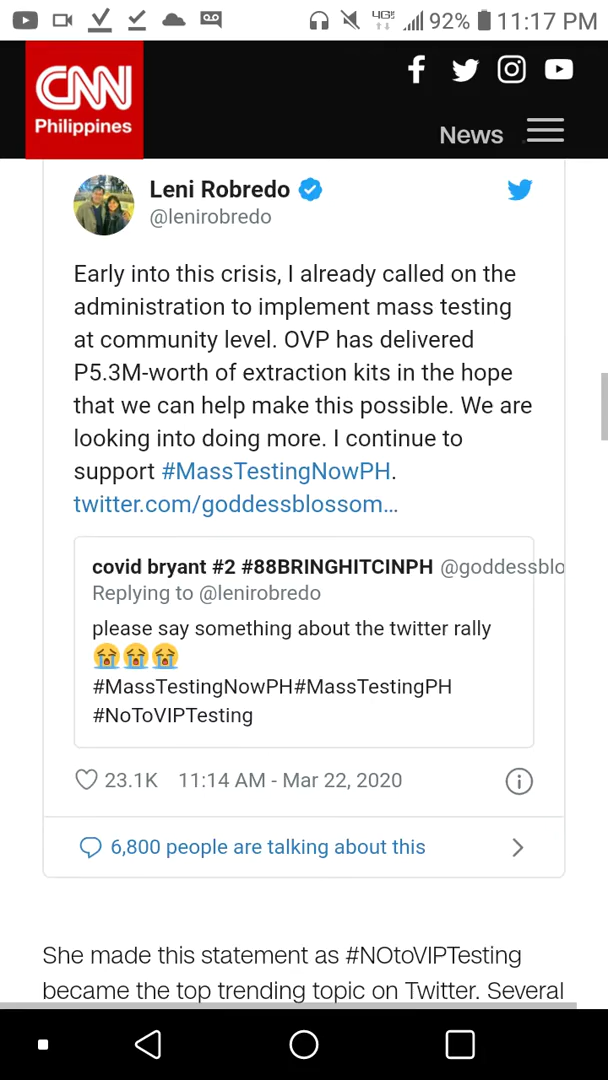 92% 11:17 PM
CNN
Philippines
News
Leni Robredo
@lenirobredo
Early into this crisis, I already called on the
administration to implement mass testing
at community level. OVP has delivered
P5.3M-worth of extraction kits in the hope
that we can help make this possible. We are
looking into doing more. I continue to
support #MassTestingNowPH.
twitter.com/goddessblossom…
covid bryant #2 #88BRINGHITCINPH @goddessblo
Replying to @lenirobredo
please say something about the twitter rally
😭😭😭
#MassTestingNowPH#MassTestingPH
#NoToVIPTesting
23.1K 11:14 AM - Mar 22, 2020
6,800 people are talking about this
She made this statement as #NOtoVIPTesting
became the top trending topic on Twitter. Several